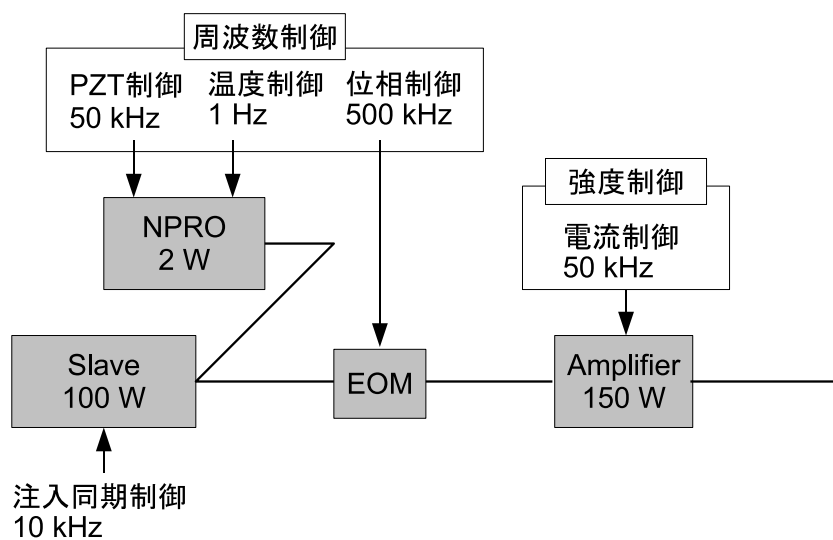 周波数制御
PZT制御
50 kHz
温度制御
1 Hz
位相制御
500 kHz
強度制御
電流制御
50 kHz
NPRO
2 W
Slave
100 W
EOM
Amplifier
150 W
注入同期制御
10 kHz